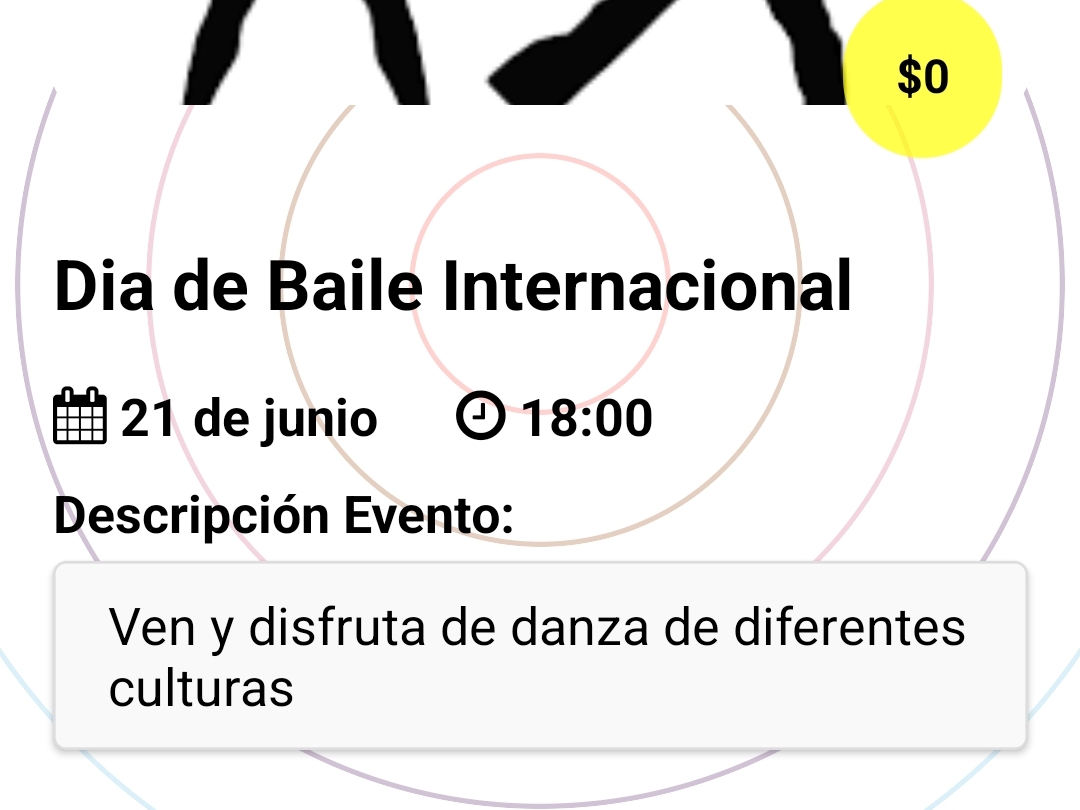 $0
Dia de Baile Internacional
21 de junio 18:00
Descripción Evento:
Ven y disfruta de danza de diferentes
culturas